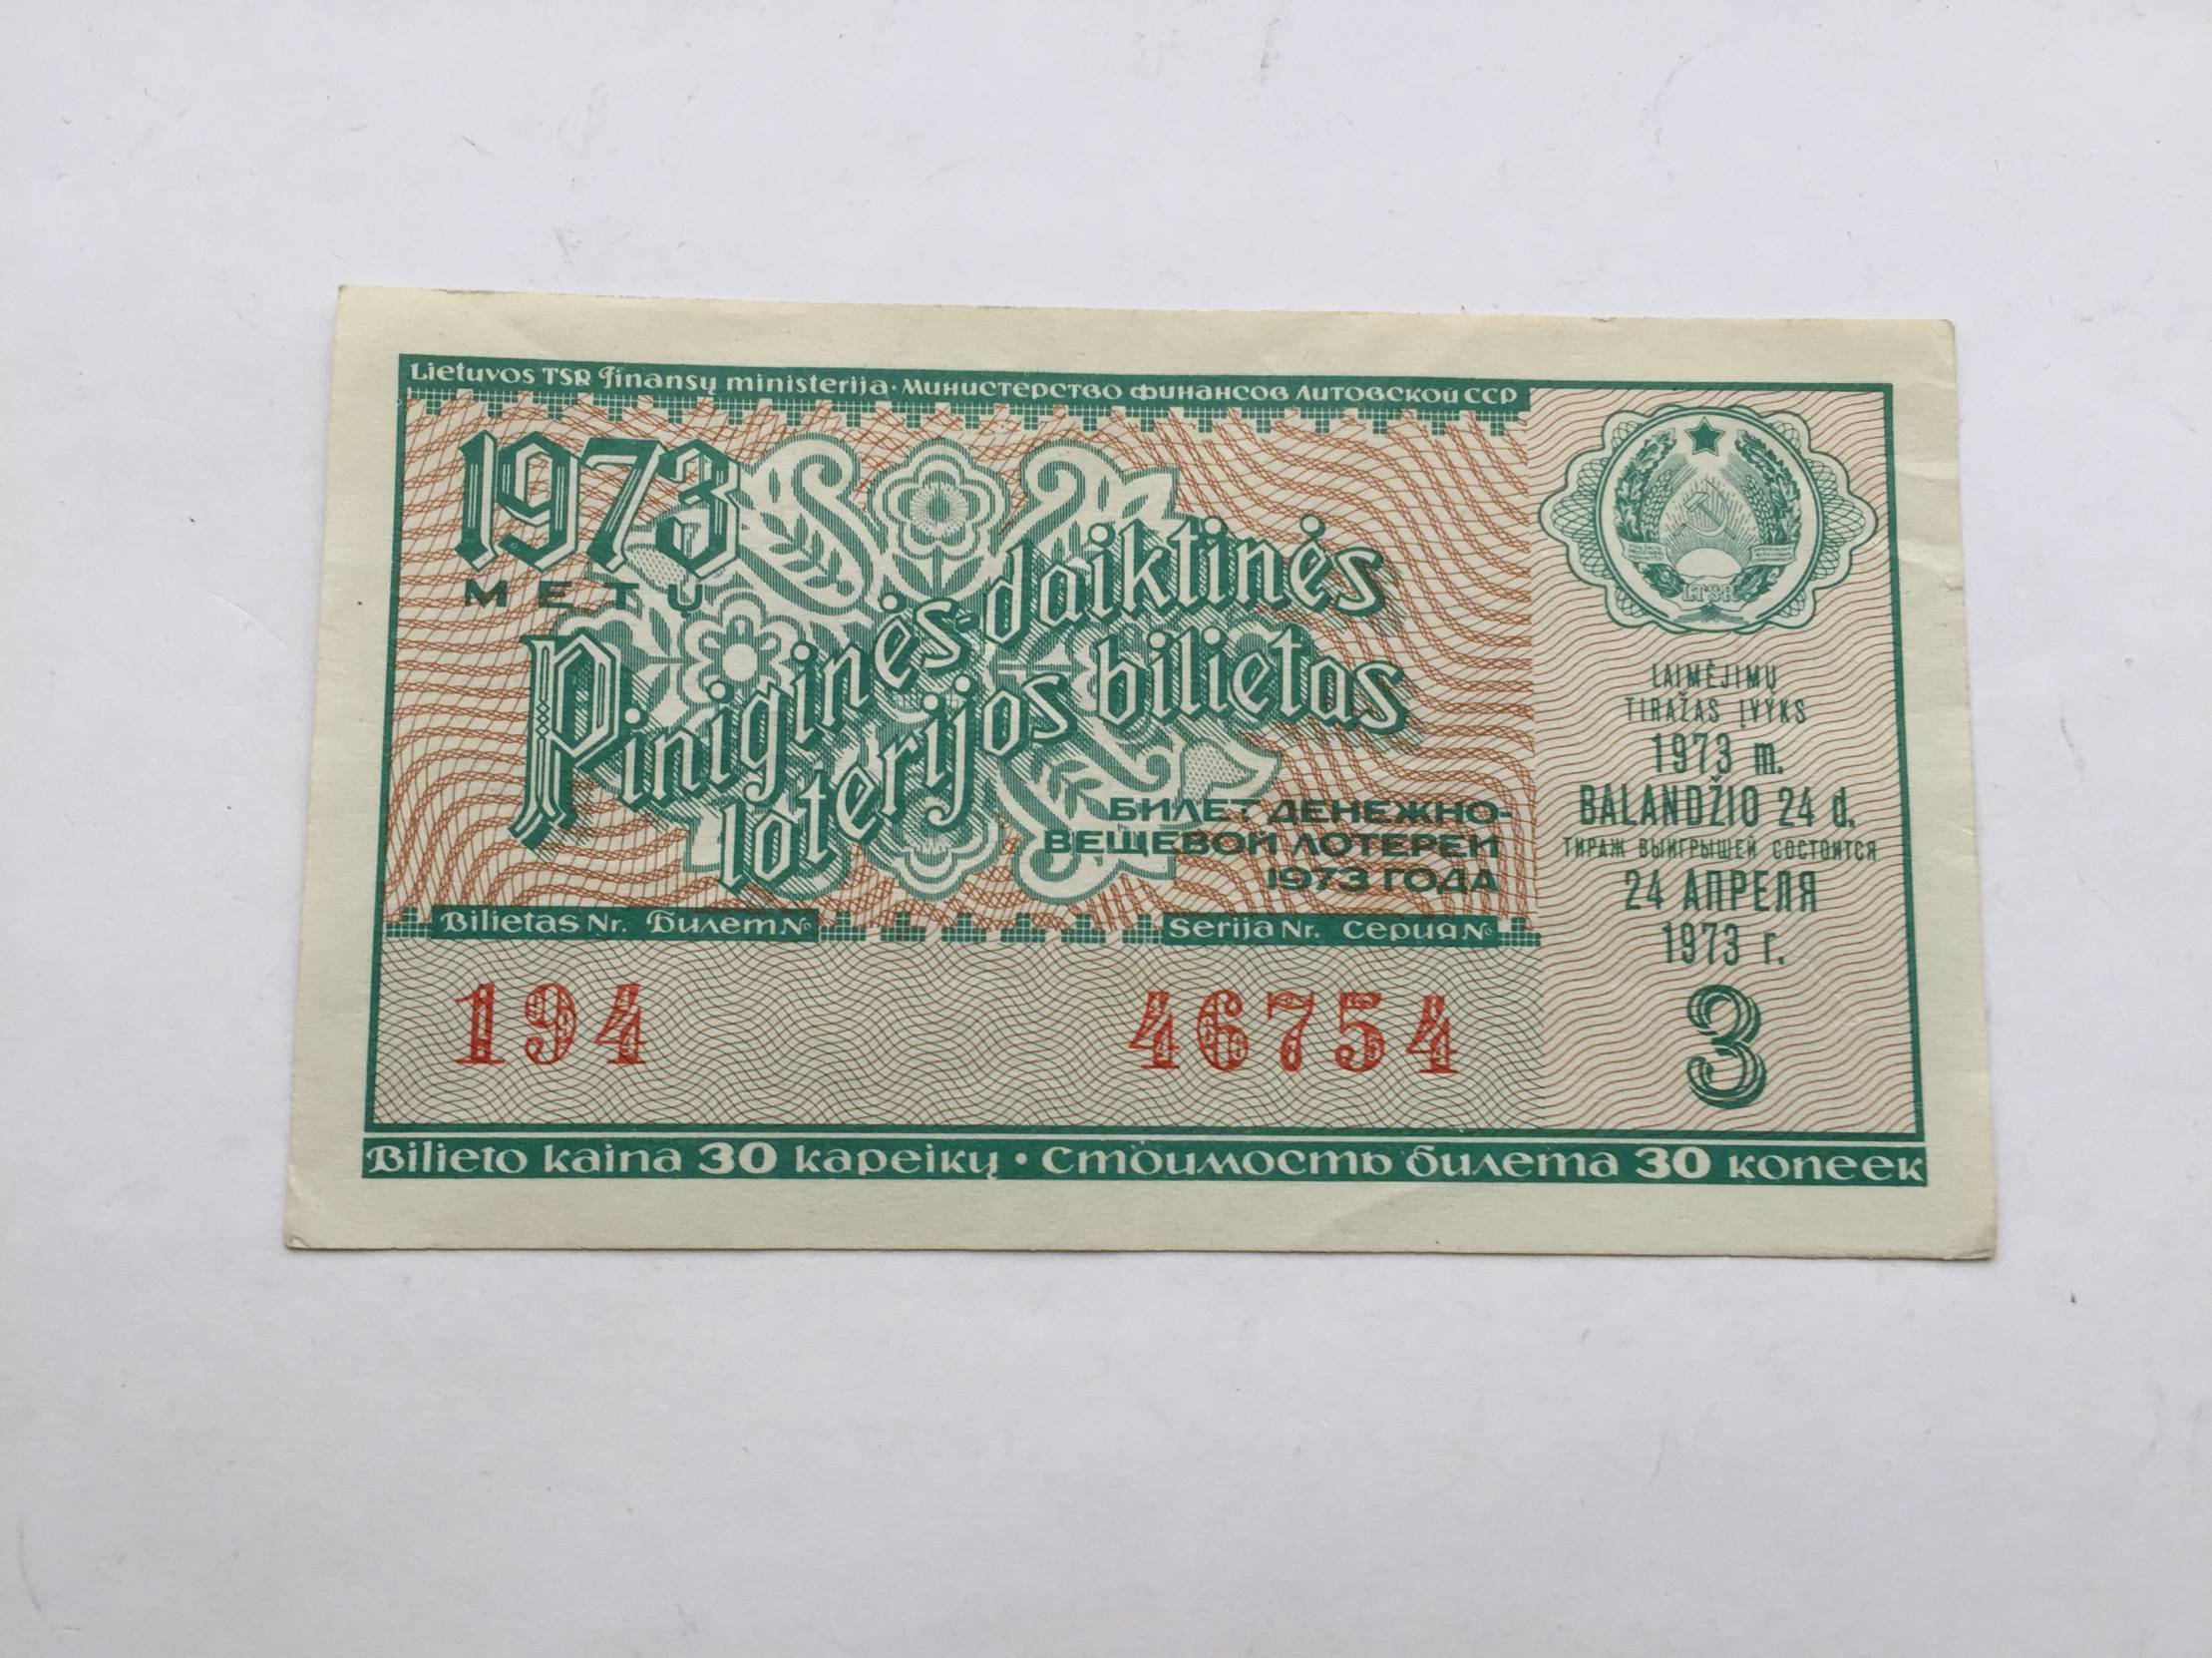 Lietuvos TSR finansų ministerija · Министерство финансов Литовской ССР
1973
METŲ
Piniginės-daiktinės
loterijos bilietas
БИЛЕТ ДЕНЕЖНО-
ВЕЩЕВОЙ ЛОТЕРЕИ
1973 ГОДА
Bilietas Nr. Билет №
Serija Nr. Серия №
194
46754
LTSR
LAIMĖJIMŲ
TIRAŽAS ĮVYKS
1973 m.
BALANDŽIO 24 d.
ТИРАЖ ВЫИГРЫШЕЙ СОСТОИТСЯ
24 АПРЕЛЯ
1973 г.
3
Bilieto kaina 30 kapeikų • Стоимость билета 30 копеек